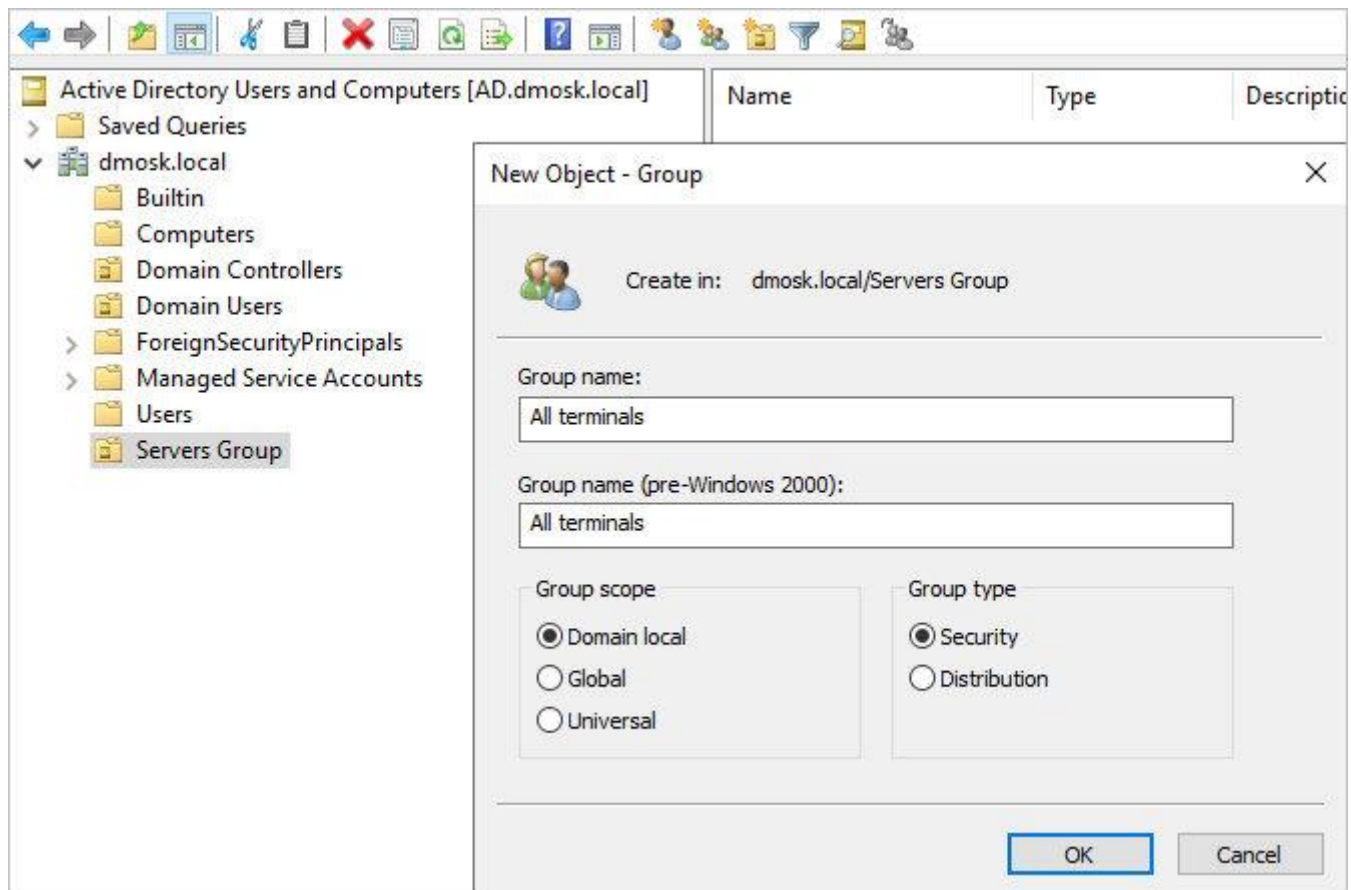 Active Directory Users and Computers [AD.dmosk.local]
Saved Queries
dmosk.local
Builtin
Computers
Domain Controllers
Domain Users
ForeignSecurityPrincipals
Managed Service Accounts
Users
Servers Group
Name Type Descriptic
New Object - Group
Create in: dmosk.local/Servers Group
Group name:
All terminals
Group name (pre-Windows 2000):
All terminals
Group scope
Domain local
Global
Universal
Group type
Security
Distribution
OK Cancel